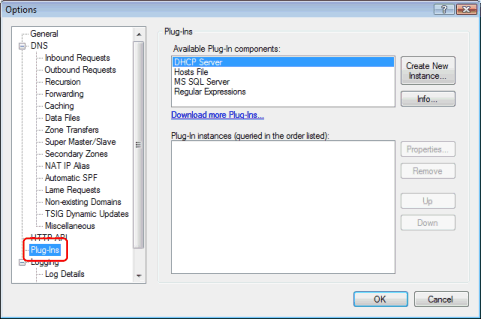 Options
General
DNS
Inbound Requests
Outbound Requests
Recursion
Forwarding
Caching
Data Files
Zone Transfers
Super Master/Slave
Secondary Zones
NAT IP Alias
Automatic SPF
Lame Requests
Non-existing Domains
TSIG Dynamic Updates
Miscellaneous
HTTP API
Plug-Ins
Logging
Log Details
Plug-Ins
Available Plug-In components:
DHCP Server
Hosts File
MS SQL Server
Regular Expressions
Create New
Instance...
Info...
Download more Plug-Ins...
Plug-In instances (queried in the order listed):
Properties...
Remove
Up
Down
OK
Cancel